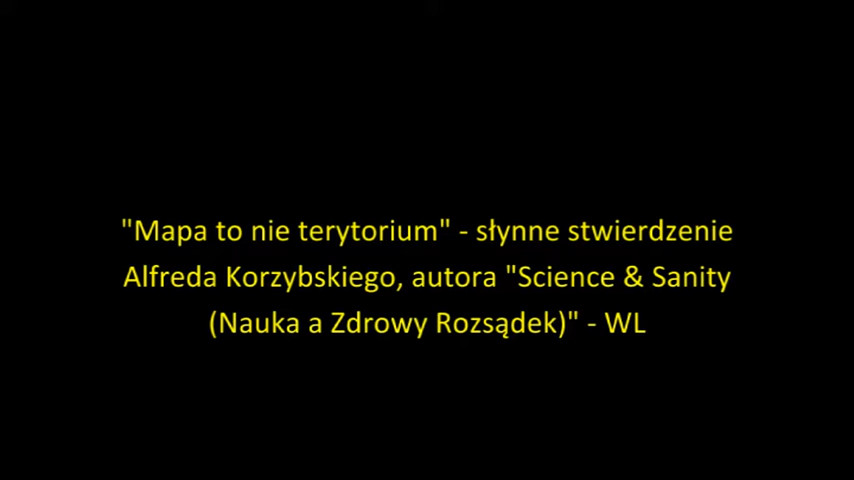 "Mapa to nie terytorium" - słynne stwierdzenie
Alfreda Korzybskiego, autora "Science & Sanity
(Nauka a Zdrowy Rozsądek)" - WL